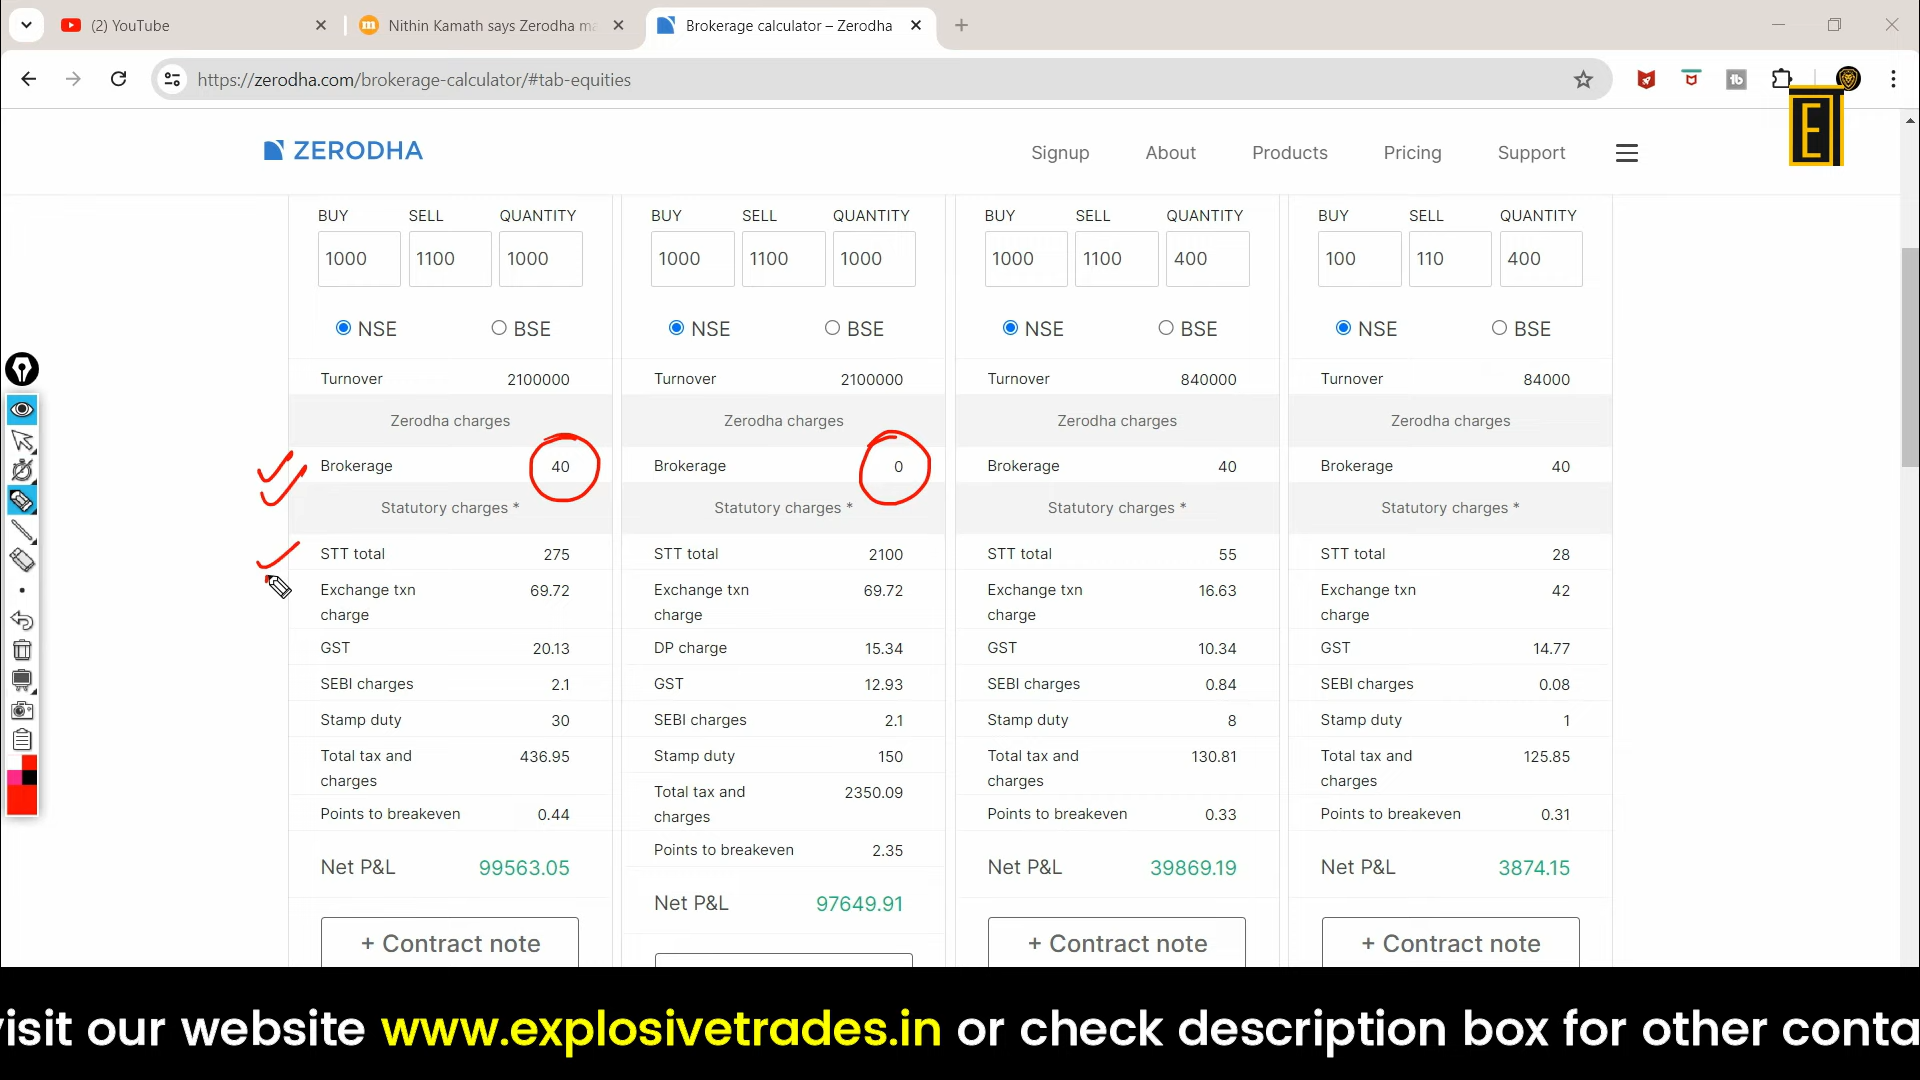 (2) YouTube
Nithin Kamath says Zerodha ma
Brokerage calculator – Zerodha
https://zerodha.com/brokerage-calculator/#tab-equities
ZERODHA
Signup About Products Pricing Support
E
BUY SELL QUANTITY BUY SELL QUANTITY BUY SELL QUANTITY BUY SELL QUANTITY
1000 1100 1000 1000 1100 1000 1000 1100 400 100 110 400
NSE BSE NSE BSE NSE BSE NSE BSE
Turnover 2100000
Zerodha charges
Brokerage 40
Statutory charges *
STT total 275
Exchange txn 69.72
charge
GST 20.13
SEBI charges 2.1
Stamp duty 30
Total tax and 436.95
charges
Points to breakeven 0.44
Net P&L 99563.05
+ Contract note
Turnover 2100000
Zerodha charges
Brokerage 0
Statutory charges *
STT total 2100
Exchange txn 69.72
charge
DP charge 15.34
GST 12.93
SEBI charges 2.1
Stamp duty 150
Total tax and 2350.09
charges
Points to breakeven 2.35
Net P&L 97649.91
Turnover 840000
Zerodha charges
Brokerage 40
Statutory charges *
STT total 55
Exchange txn 16.63
charge
GST 10.34
SEBI charges 0.84
Stamp duty 8
Total tax and 130.81
charges
Points to breakeven 0.33
Net P&L 39869.19
+ Contract note
Turnover 84000
Zerodha charges
Brokerage 40
Statutory charges *
STT total 28
Exchange txn 42
charge
GST 14.77
SEBI charges 0.08
Stamp duty 1
Total tax and 125.85
charges
Points to breakeven 0.31
Net P&L 3874.15
+ Contract note
visit our website www.explosivetrades.in or check description box for other conta